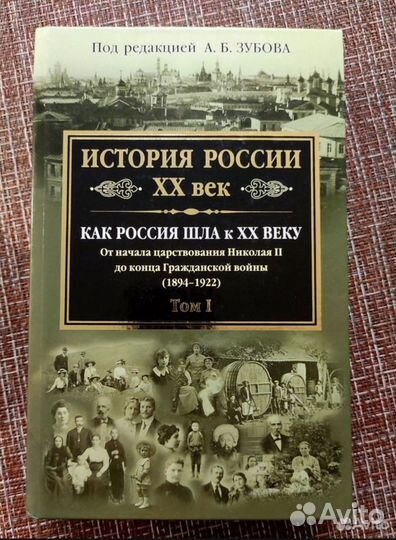 Под редакцией А. Б. ЗУБОВА
ИСТОРИЯ РОССИИ
XX век
КАК РОССИЯ ШЛА к XX ВЕКУ
От начала царствования Николая II
до конца Гражданской войны
(1894–1922)
Том I
Avito